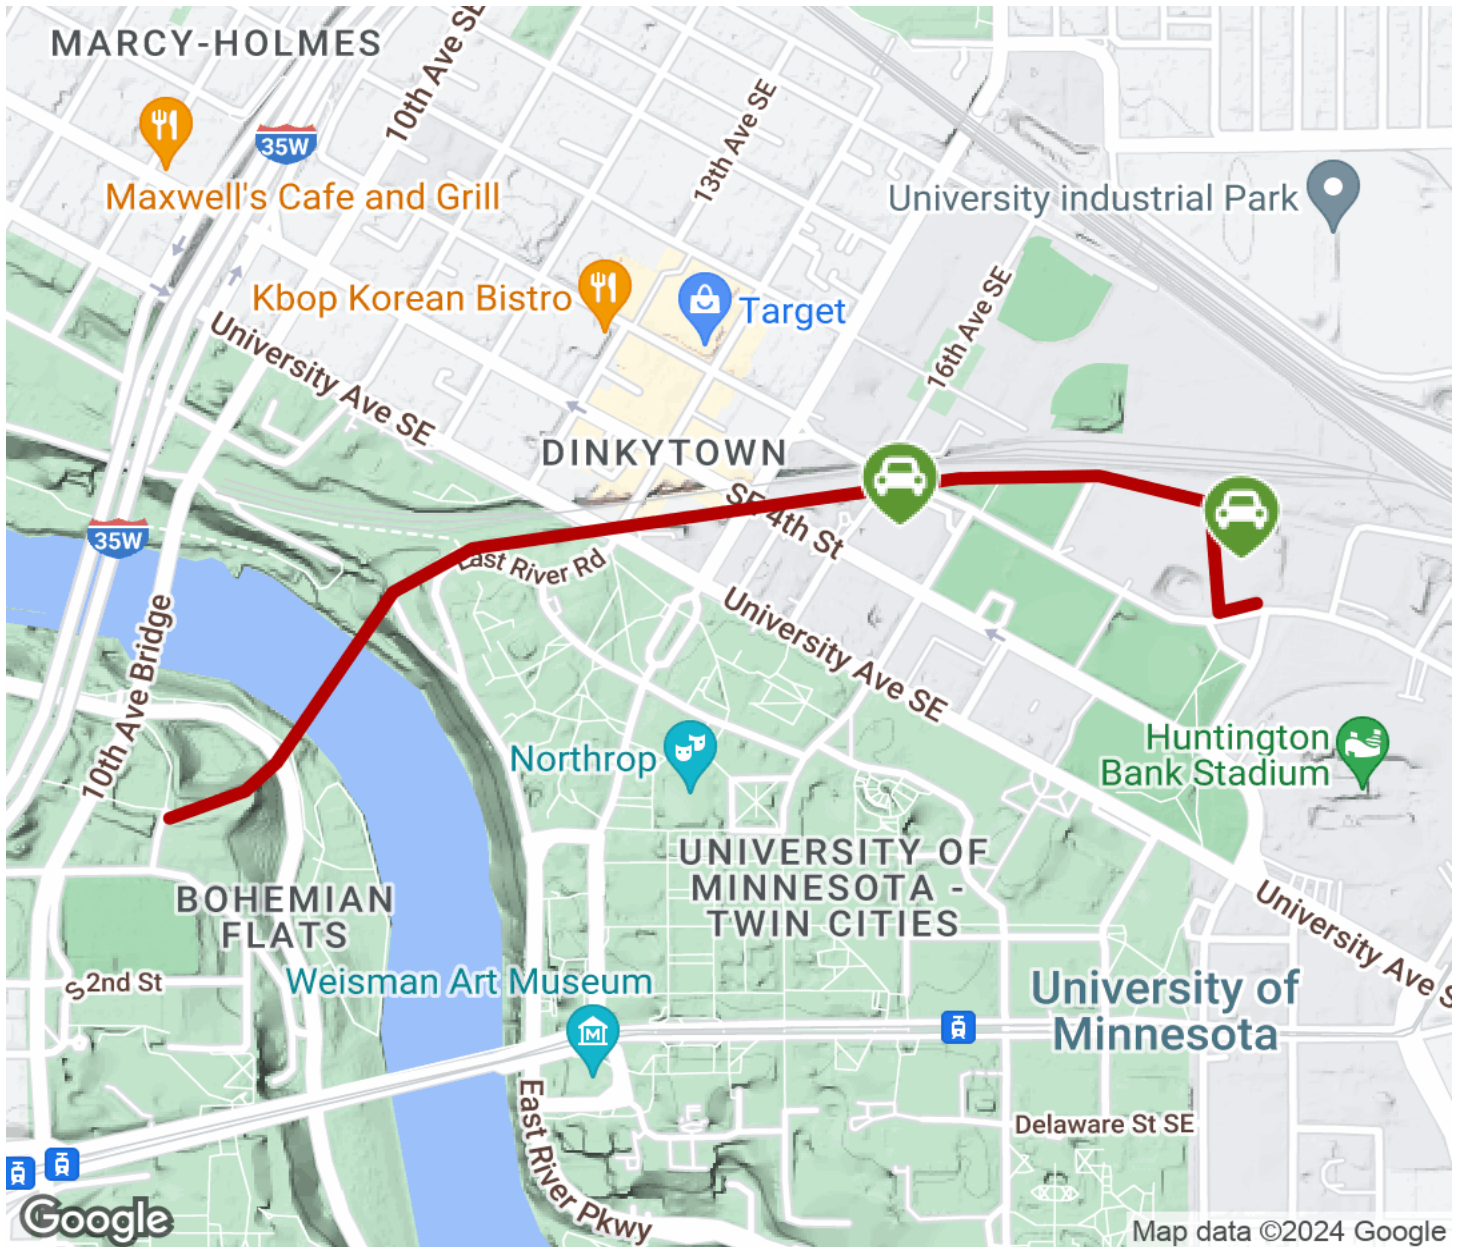 MARCY-HOLMES
10th Ave SE
35W
Maxwell's Cafe and Grill
13th Ave SE
University industrial Park
Kbop Korean Bistro
Target
16th Ave SE
University Ave SE
DINKYTOWN
SE 4th St
35W
East River Rd
10th Ave Bridge
University Ave SE
Northrop
Huntington
Bank Stadium
UNIVERSITY OF
MINNESOTA -
TWIN CITIES
BOHEMIAN
FLATS
University Ave S
S 2nd St
Weisman Art Museum
M
University of
Minnesota
East River Pkwy
Delaware St SE
Google
Map data ©2024 Google